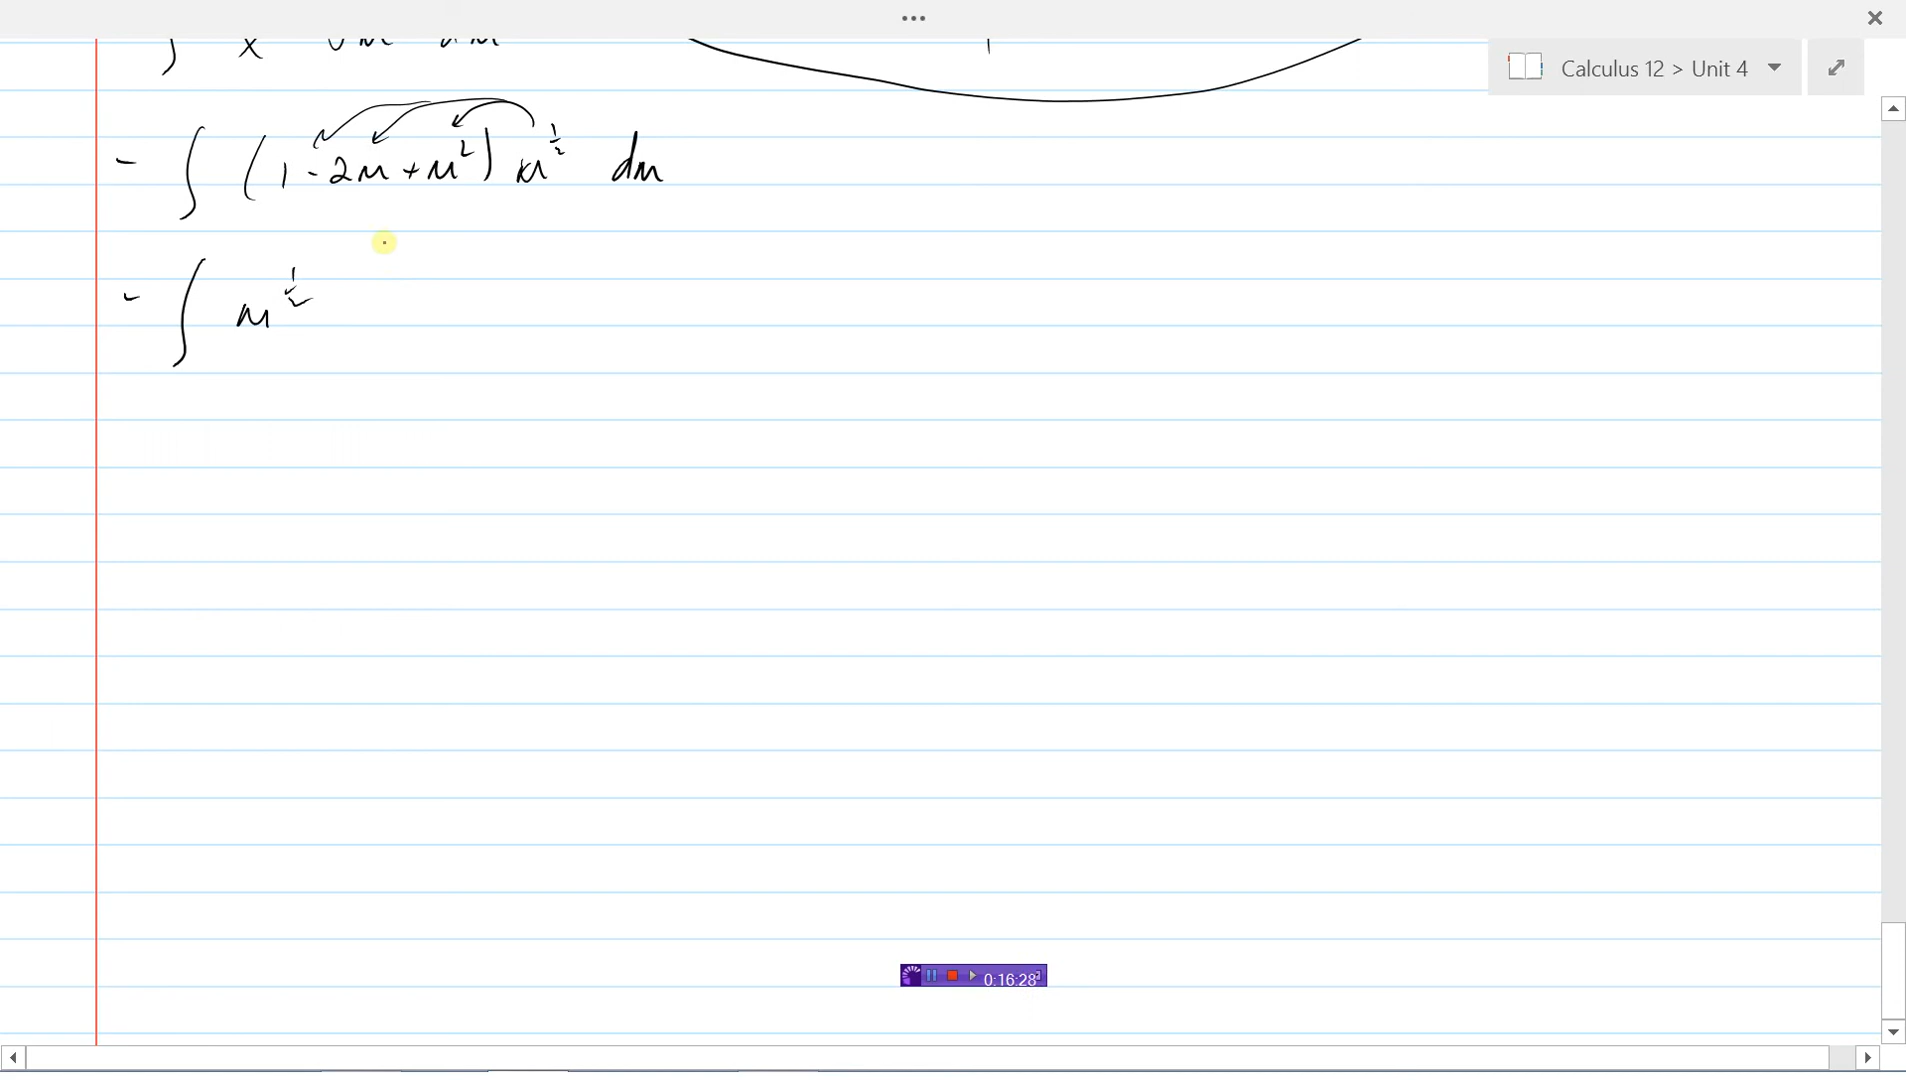 Calculus 12 > Unit 4
- ∫ (1 - 2u + u²) u^½ du
- ∫ u^½
0:16:28